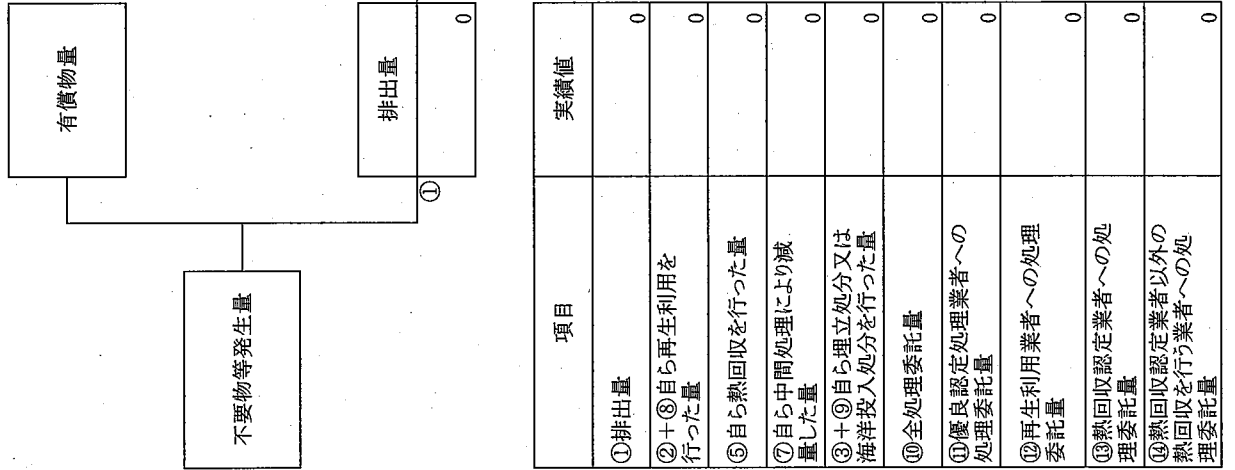 不要物等発生量
有償物量
排出量
①
0
項目
実績値
①排出量
0
②+⑧自ら再生利用を
行った量
0
⑤自ら熱回収を行った量
0
⑦自ら中間処理により減
量した量
0
③+⑨自ら埋立処分又は
海洋投入処分を行った量
0
⑩全処理委託量
0
⑪優良認定処理業者への
処理委託量
0
⑫再生利用業者への処理
委託量
0
⑬熱回収認定業者への処
理委託量
0
⑭熱回収認定業者以外の
熱回収を行う業者への処
理委託量
0